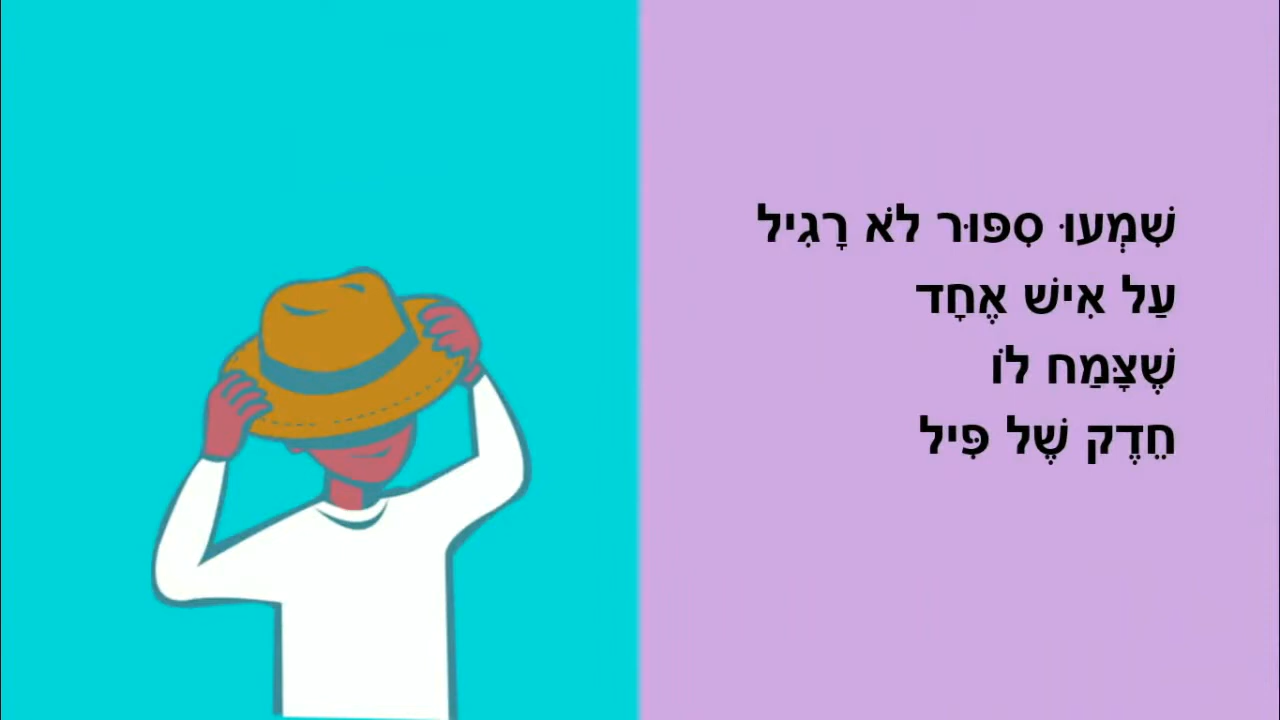 שִׁמְעוּ סִפּוּר לֹא רָגִיל
עַל אִישׁ אֶחָד
שֶׁצָּמַח לוֹ
חֵדֶק שֶׁל פִּיל